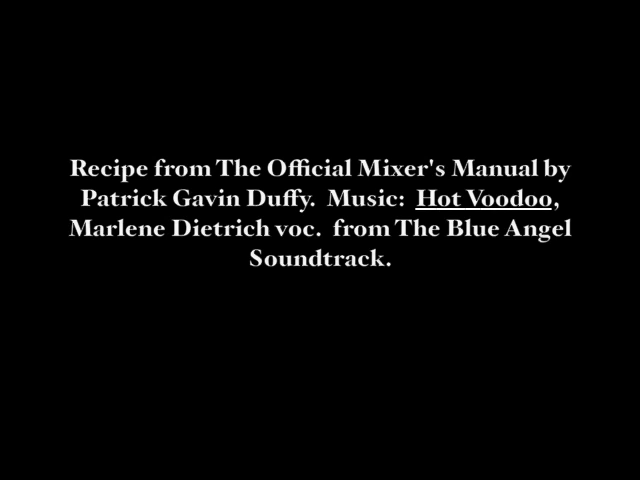 Recipe from The Official Mixer's Manual by
Patrick Gavin Duffy.  Music:  Hot Voodoo,
Marlene Dietrich voc.  from The Blue Angel
Soundtrack.